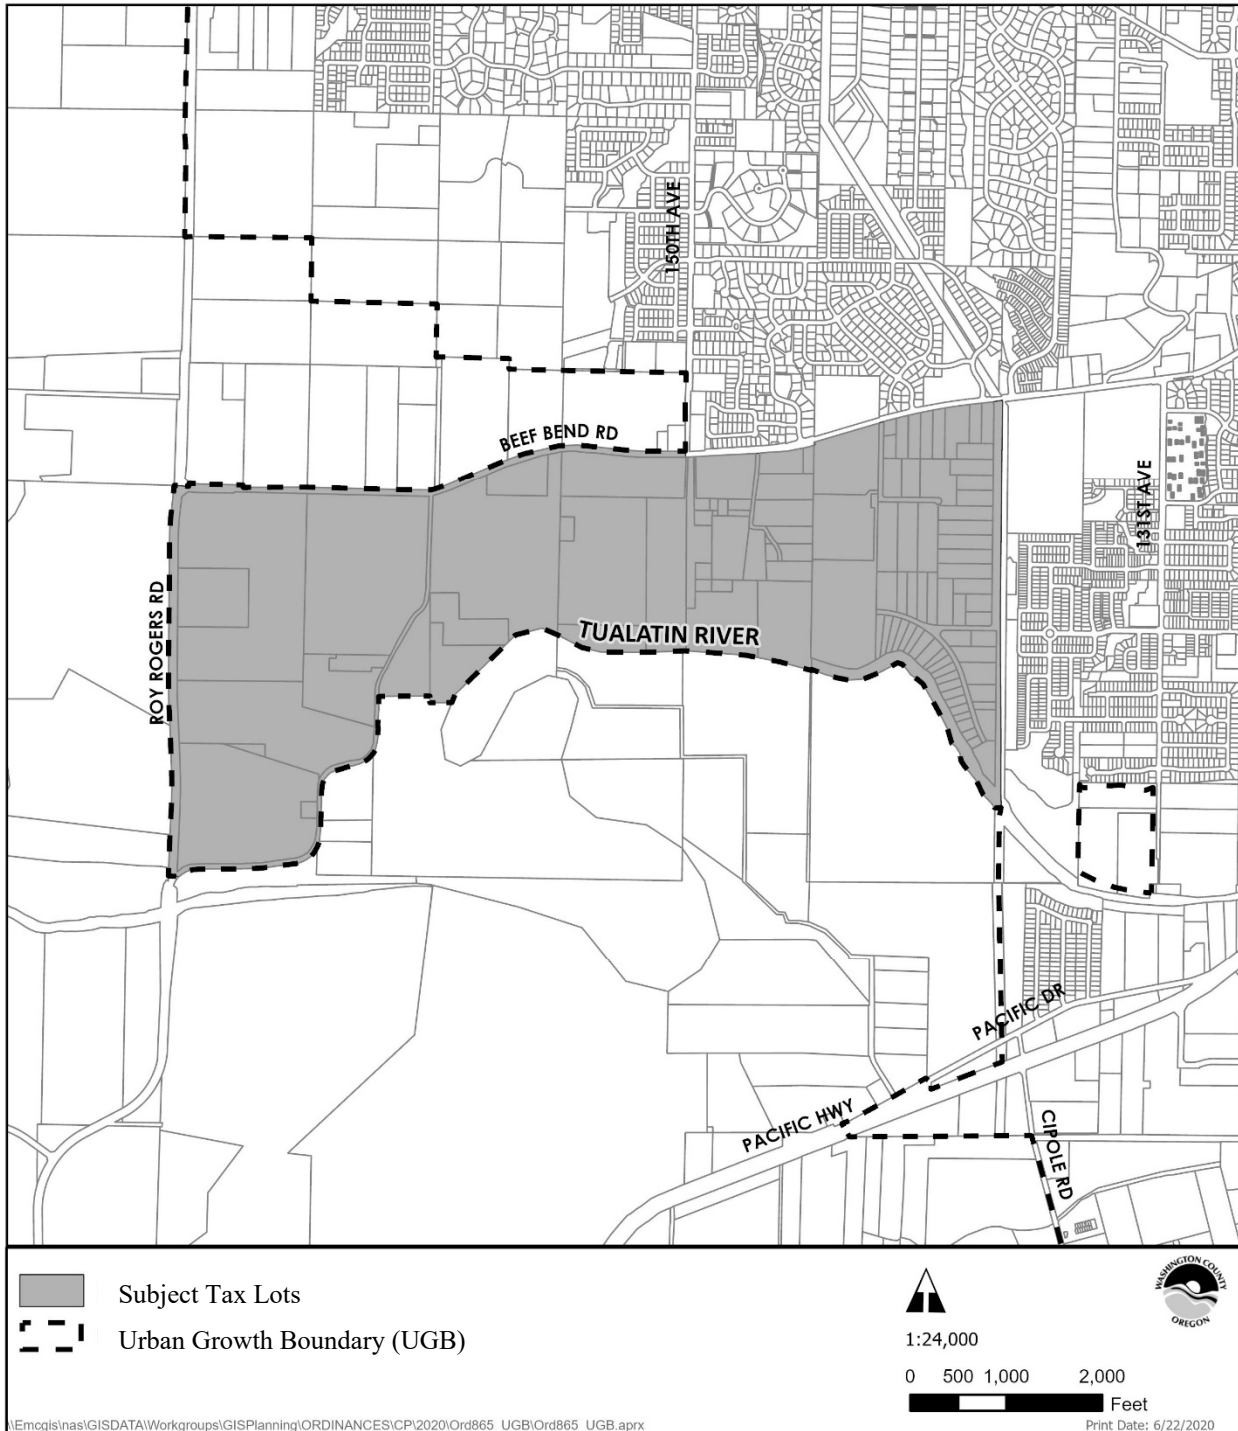 150TH AVE
BEEF BEND RD
131ST AVE
ROY ROGERS RD
TUALATIN RIVER
PACIFIC DR
PACIFIC HWY
CIPOLE RD
Subject Tax Lots
Urban Growth Boundary (UGB)
1:24,000
0 500 1,000 2,000
Feet
WASHINGTON COUNTY
OREGON
\\Emcgis\nas\GISDATA\Workgroups\GISPlanning\ORDINANCES\CP\2020\Ord865_UGB\Ord865_UGB.aprx
Print Date: 6/22/2020